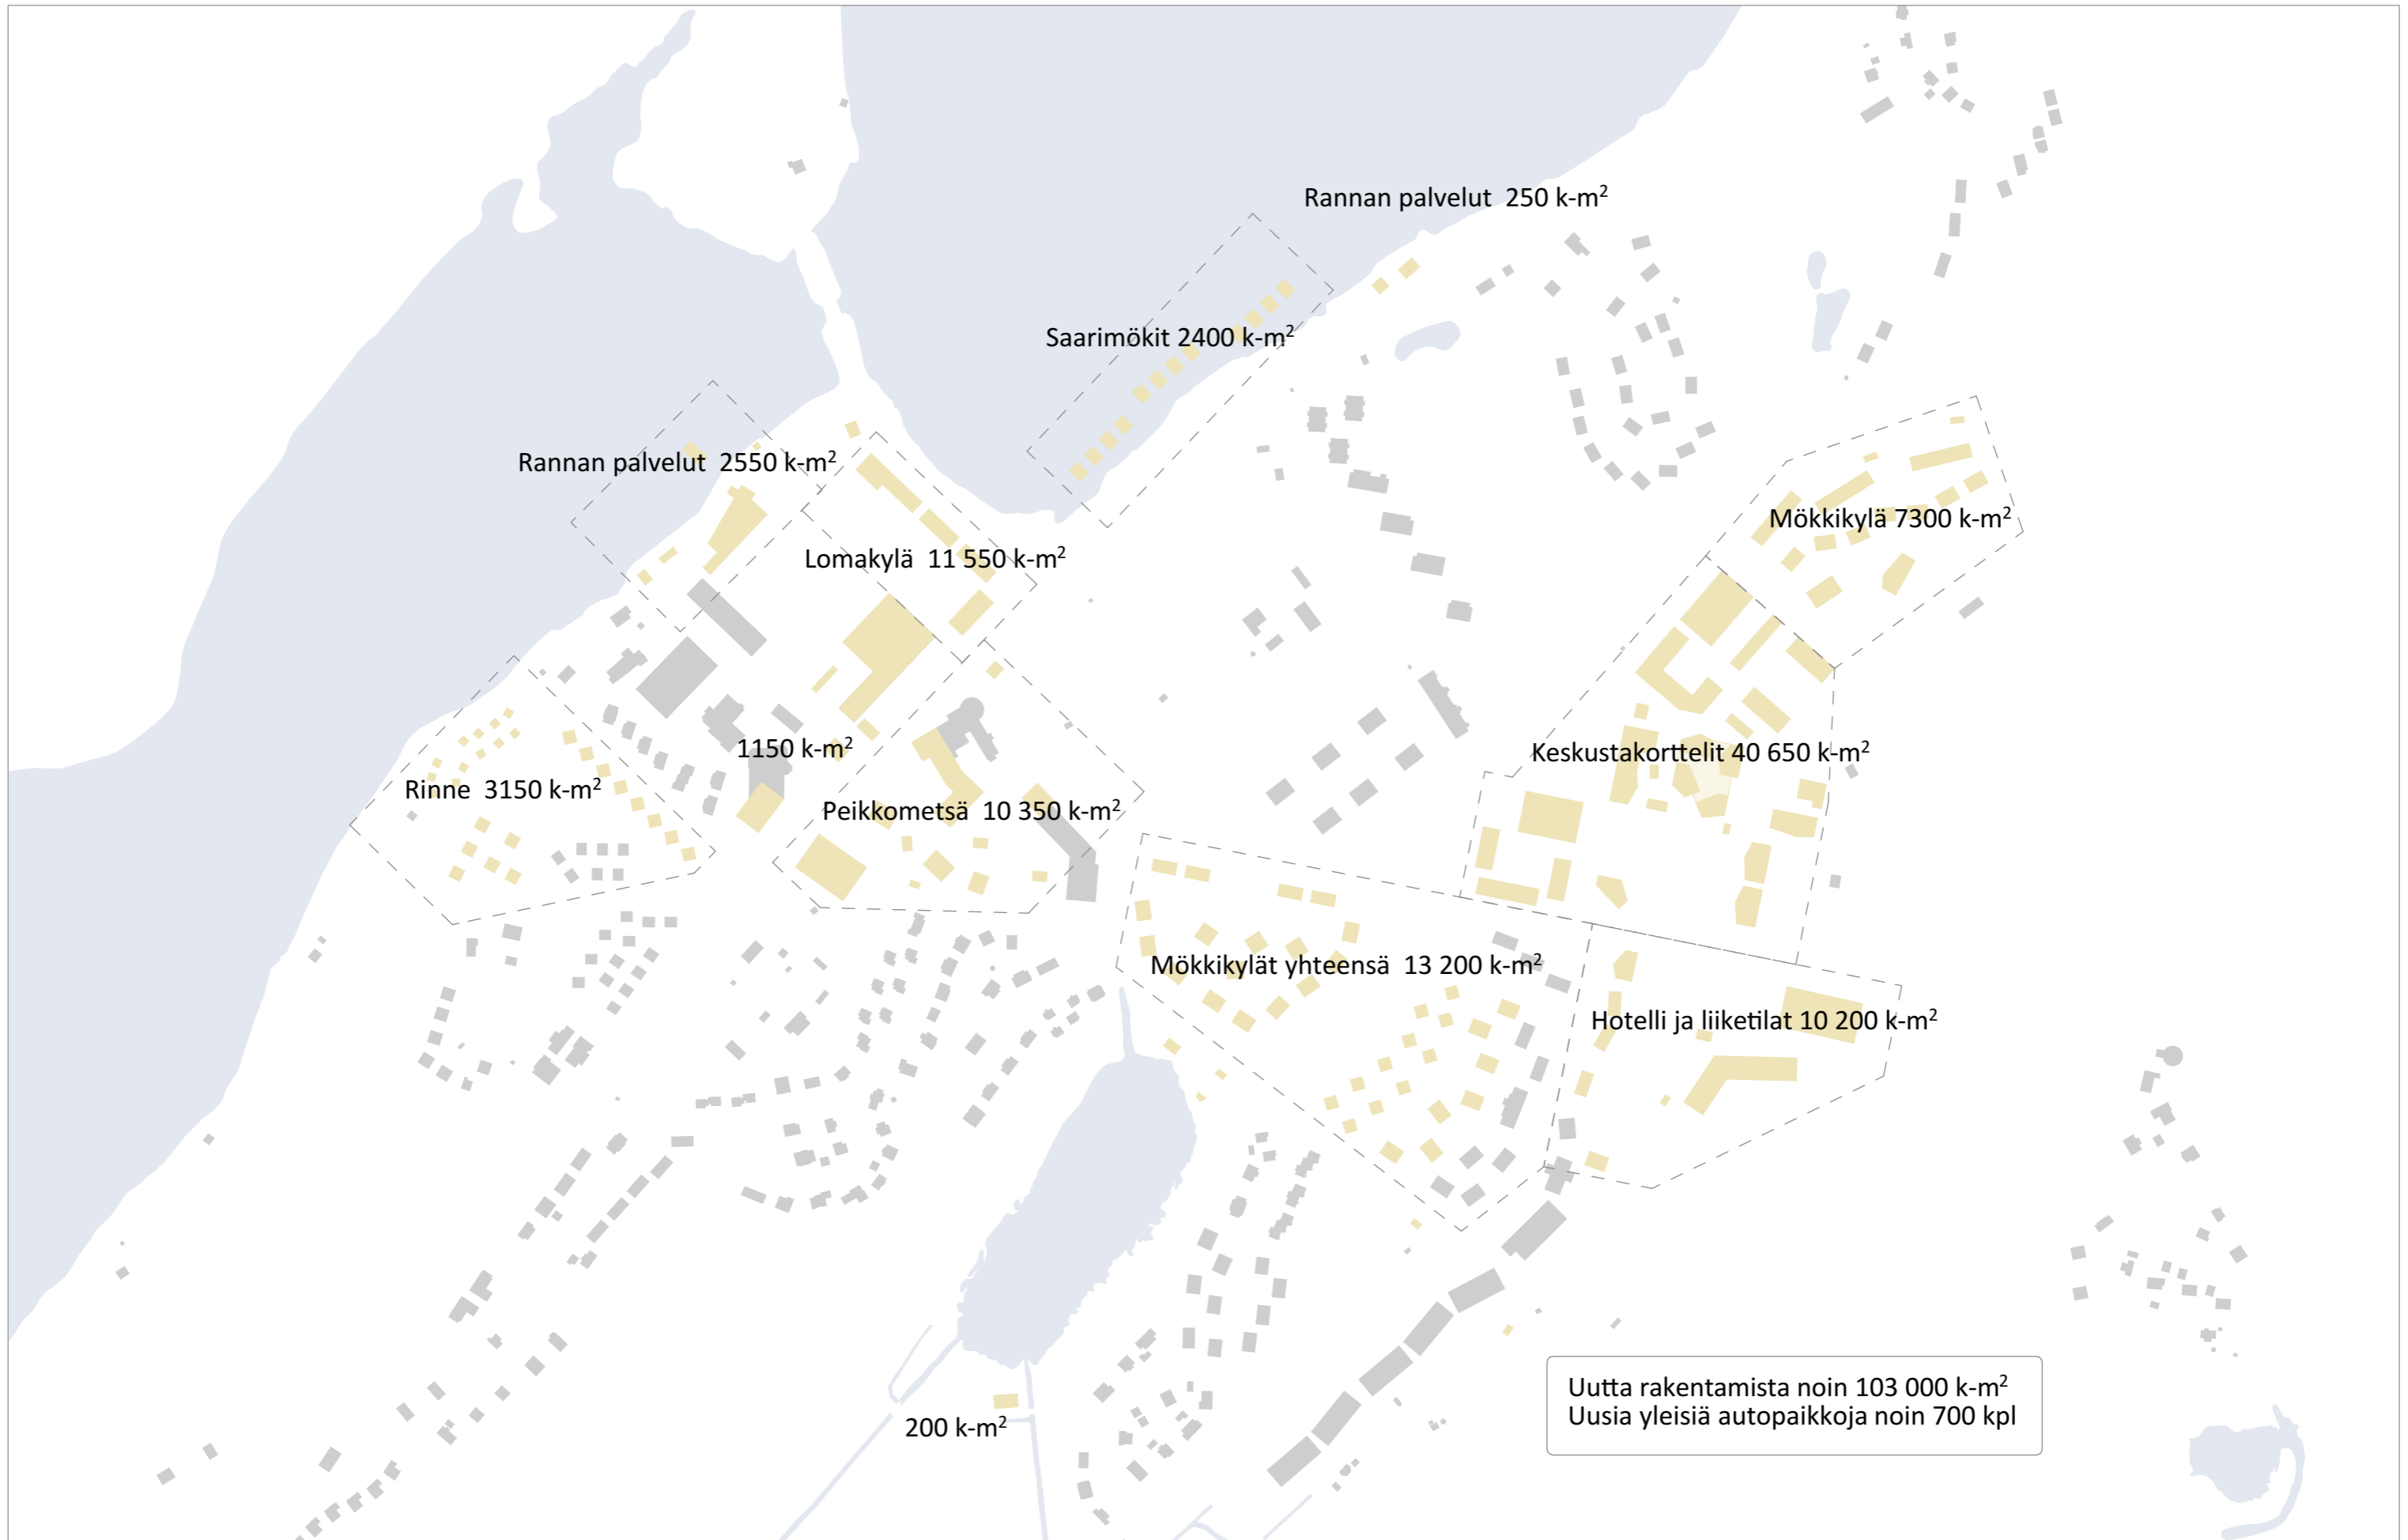 Rannan palvelut 250 k-m²
Saarimökit 2400 k-m²
Rannan palvelut 2550 k-m²
Mökkikylä 7300 k-m²
Lomakylä 11 550 k-m²
1150 k-m²
Keskustakorttelit 40 650 k-m²
Rinne 3150 k-m²
Peikkometsä 10 350 k-m²
Mökkikylät yhteensä 13 200 k-m²
Hotelli ja liiketilat 10 200 k-m²
200 k-m²
Uutta rakentamista noin 103 000 k-m²
Uusia yleisiä autopaikkoja noin 700 kpl